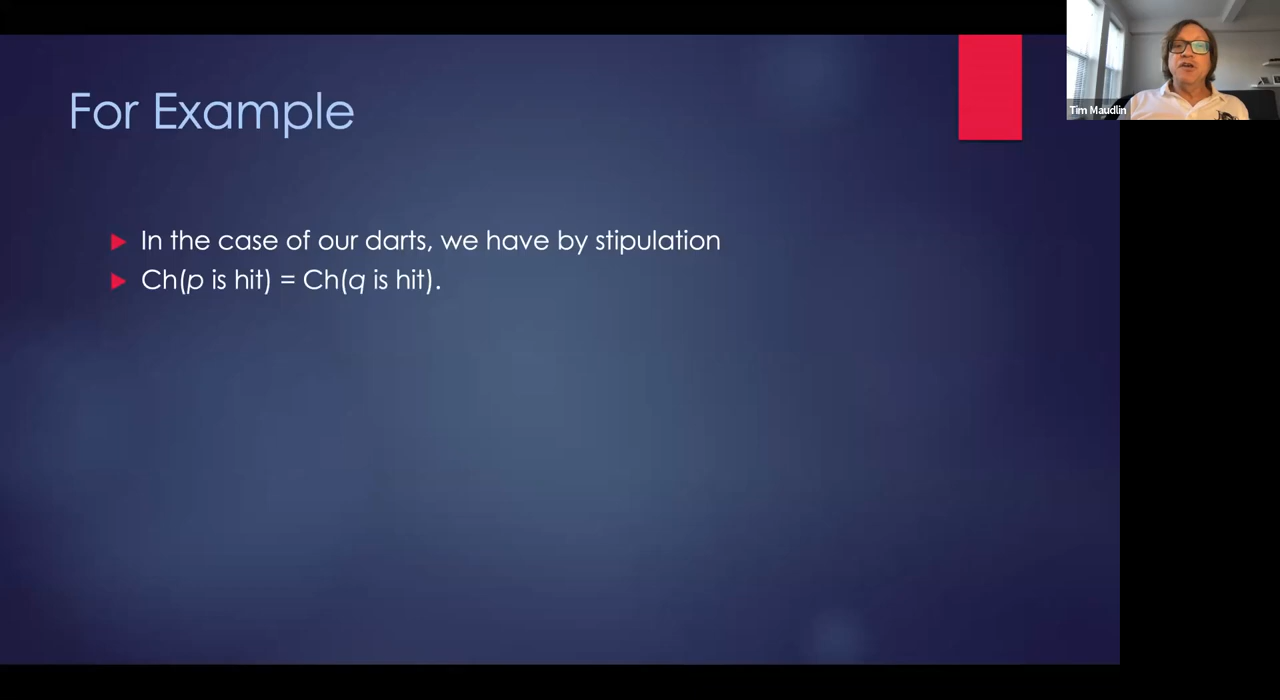 For Example
In the case of our darts, we have by stipulation
Ch(p is hit) = Ch(q is hit).
Tim Maudlin